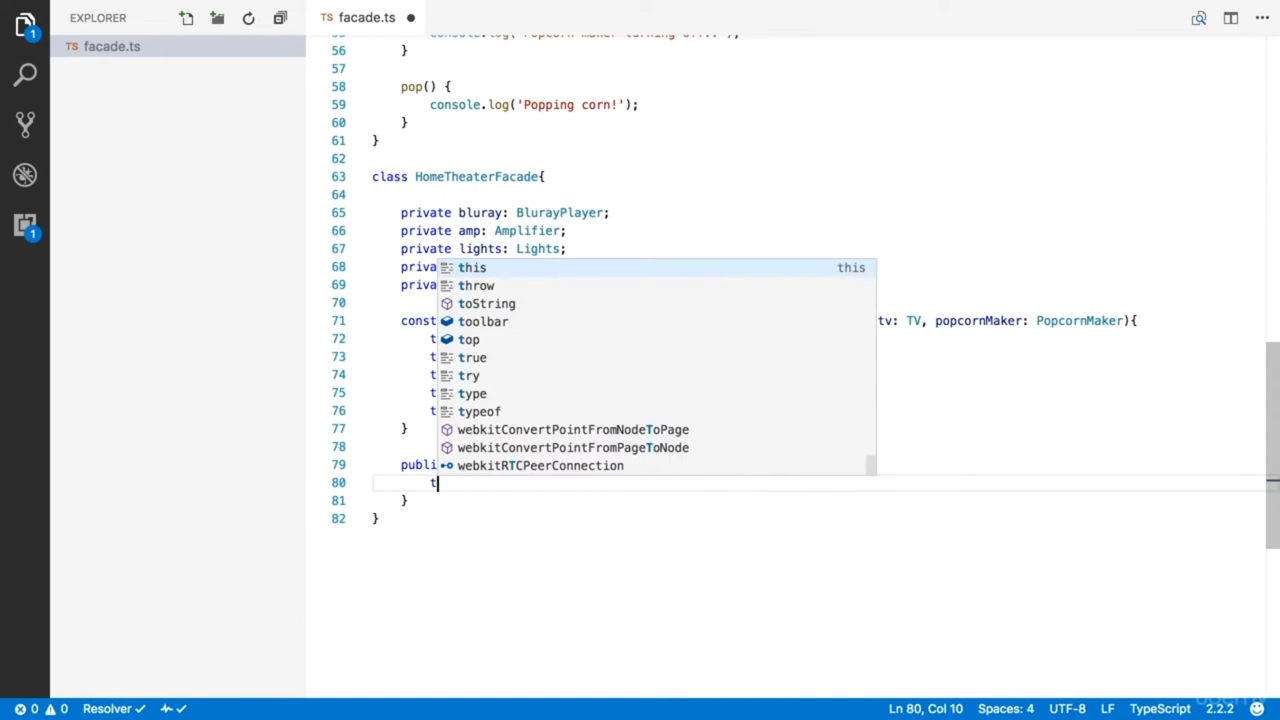 EXPLORER
TS facade.ts
1
TS facade.ts
56 }
57
58 pop() {
59 console.log('Popping corn!');
60 }
61 }
62
63 class HomeTheaterFacade{
64
65 private bluray: BlurayPlayer;
66 private amp: Amplifier;
67 private lights: Lights;
68 priva
69 priva
70
71 const tv: TV, popcornMaker: PopcornMaker){
72 t
73 t
74 t
75 t
76 t
77 }
78
79 publi
80 t
81 }
82 }
this this
throw
toString
toolbar
top
true
try
type
typeof
webkitConvertPointFromNodeToPage
webkitConvertPointFromPageToNode
webkitRTCPeerConnection
1
0 0 Resolver Ln 80, Col 10 Spaces: 4 UTF-8 LF TypeScript 2.2.2